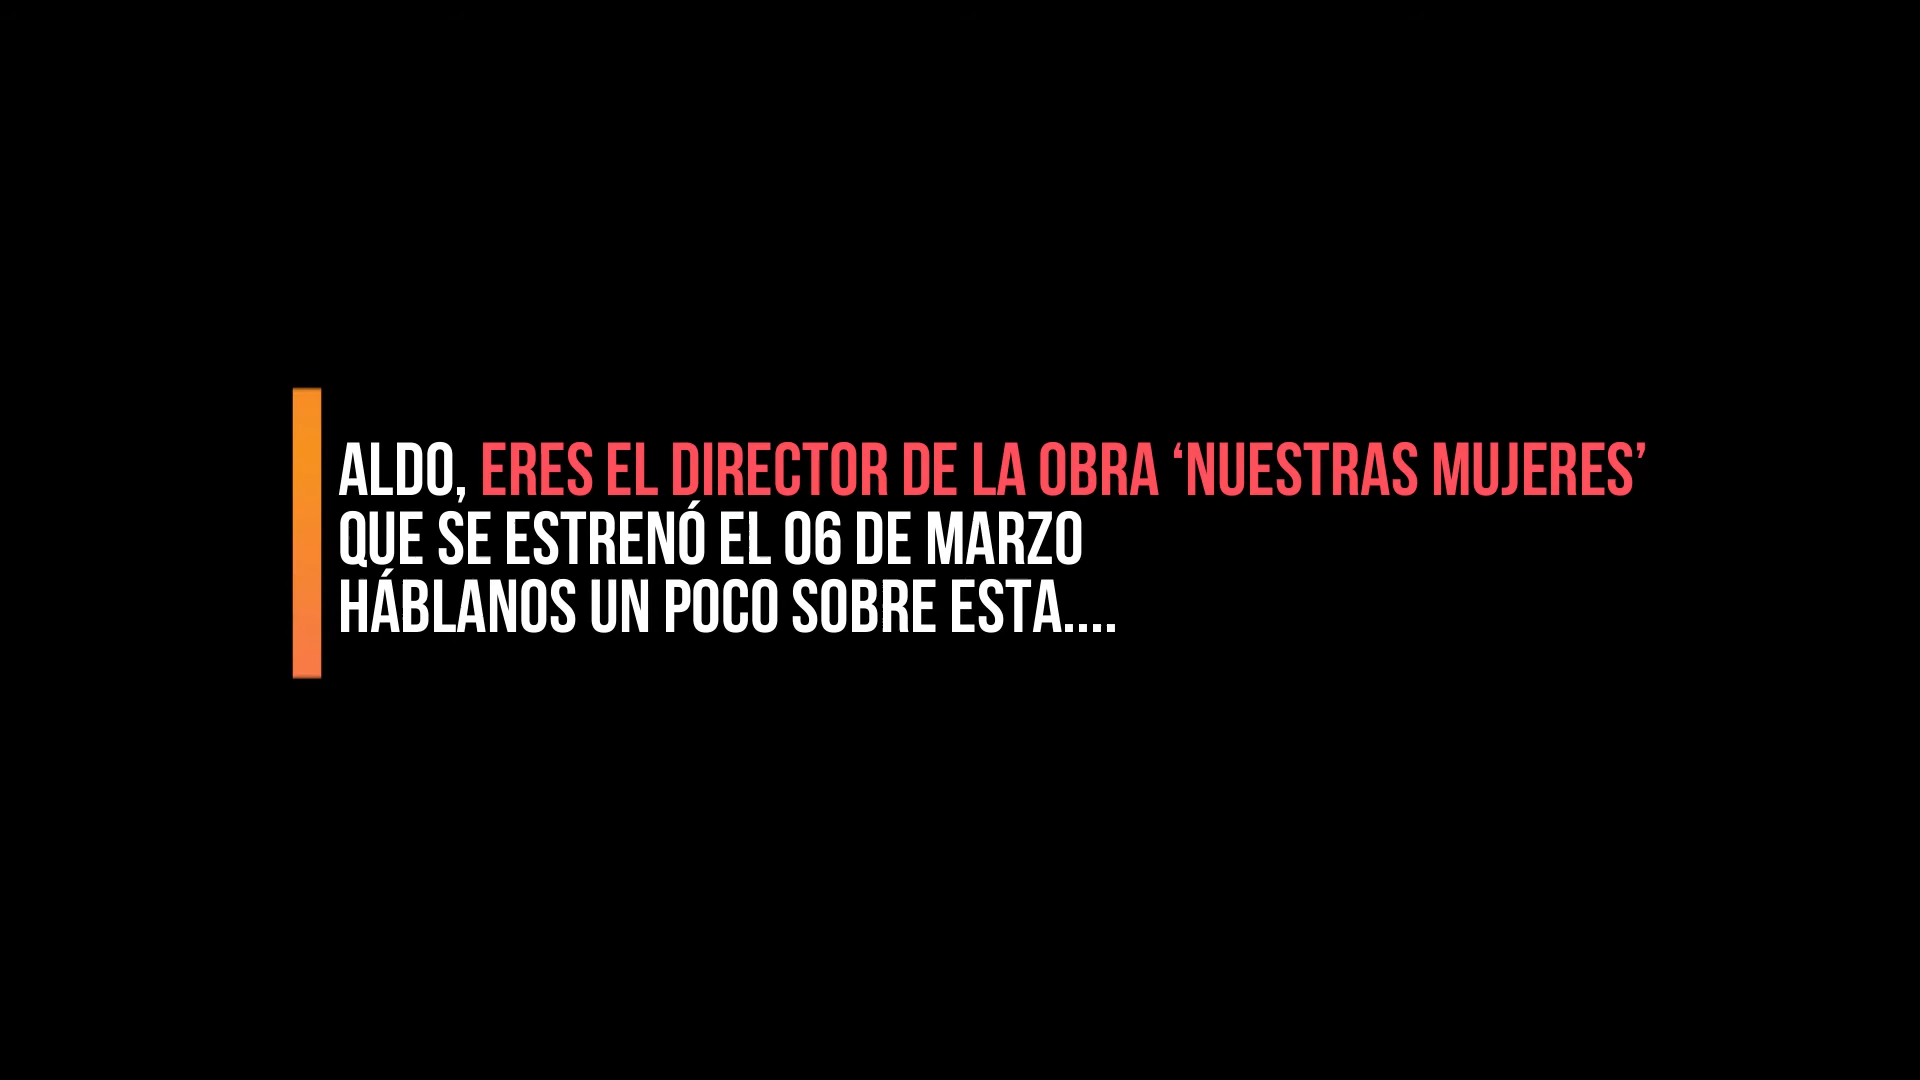 ALDO, ERES EL DIRECTOR DE LA OBRA ‘NUESTRAS MUJERES’
QUE SE ESTRENÓ EL 06 DE MARZO
HÁBLANOS UN POCO SOBRE ESTA....